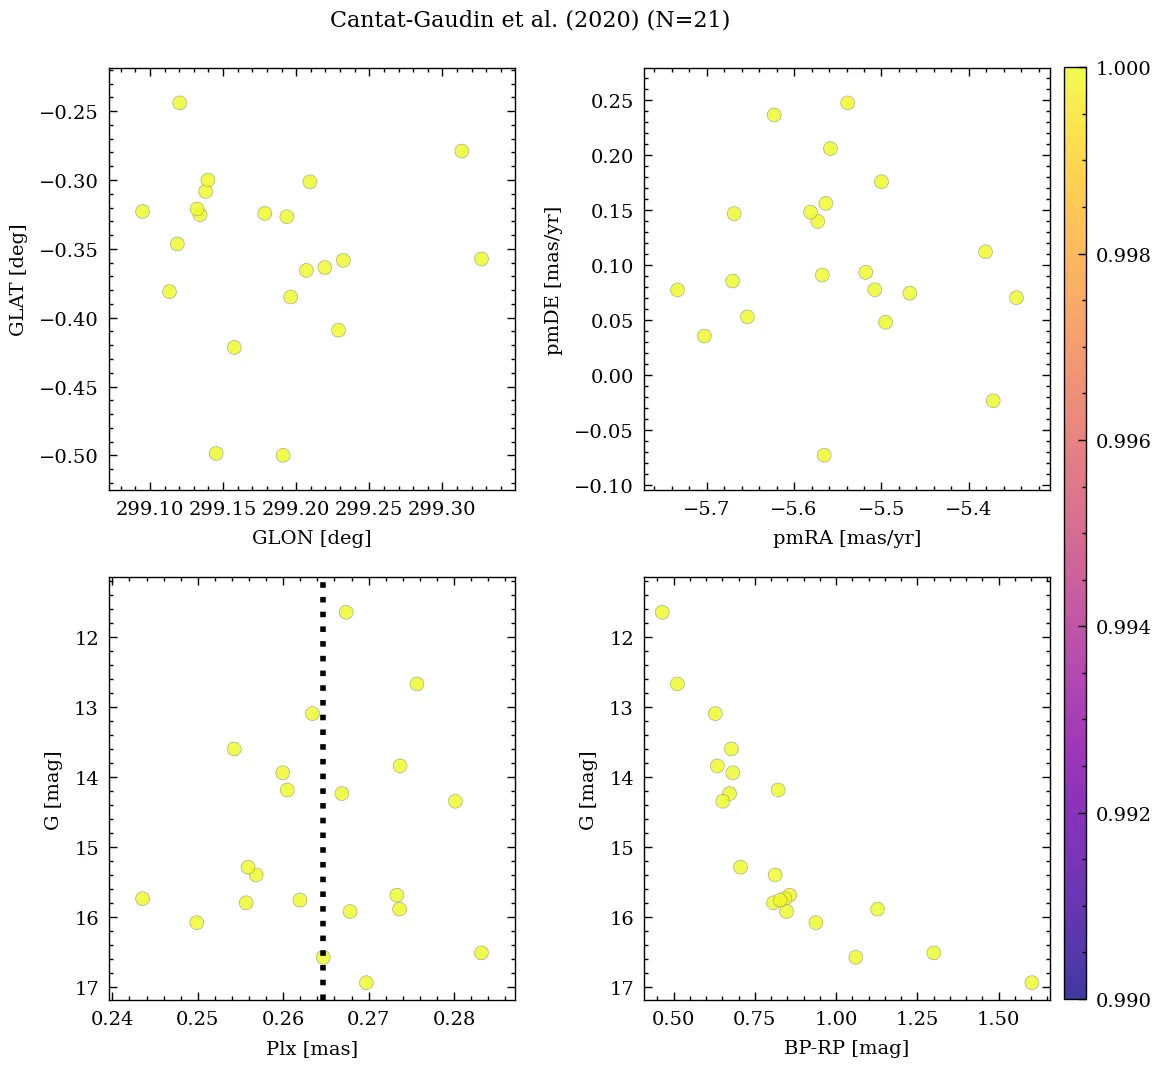 Cantat-Gaudin et al. (2020) (N=21)
−0.25
−0.30
−0.35
−0.40
−0.45
−0.50
GLAT [deg]
299.10 299.15 299.20 299.25 299.30
GLON [deg]
0.25
0.20
0.15
0.10
0.05
0.00
−0.05
−0.10
pmDE [mas/yr]
−5.7 −5.6 −5.5 −5.4
pmRA [mas/yr]
12
13
14
15
16
17
G [mag]
0.24 0.25 0.26 0.27 0.28
Plx [mas]
12
13
14
15
16
17
G [mag]
0.50 0.75 1.00 1.25 1.50
BP-RP [mag]
1.000
0.998
0.996
0.994
0.992
0.990